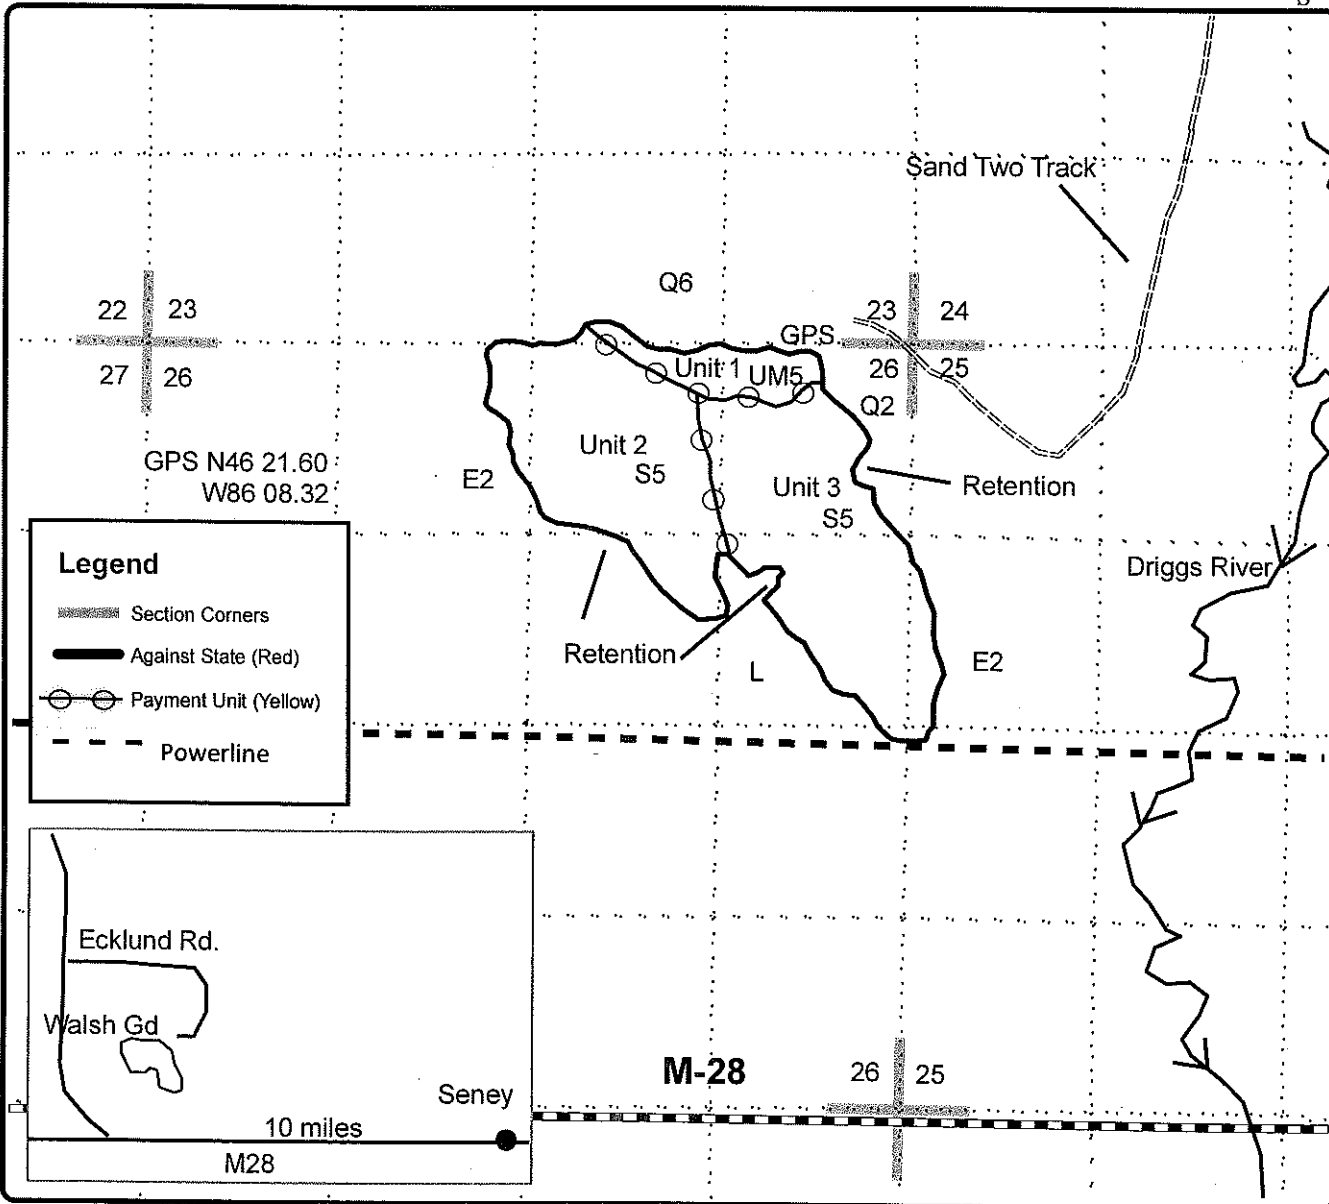 Sand Two Track
Q6
22 23
23 24
GPS
27 26
26 25
Unit 1
UM5
Q2
Unit 2
S5
GPS N46 21.60
W86 08.32
E2
Unit 3
S5
Retention
Driggs River
Legend
Section Corners
Against State (Red)
Payment Unit (Yellow)
Powerline
Retention
L
E2
Ecklund Rd.
Walsh Gd
Seney
10 miles
M28
M-28
26 25